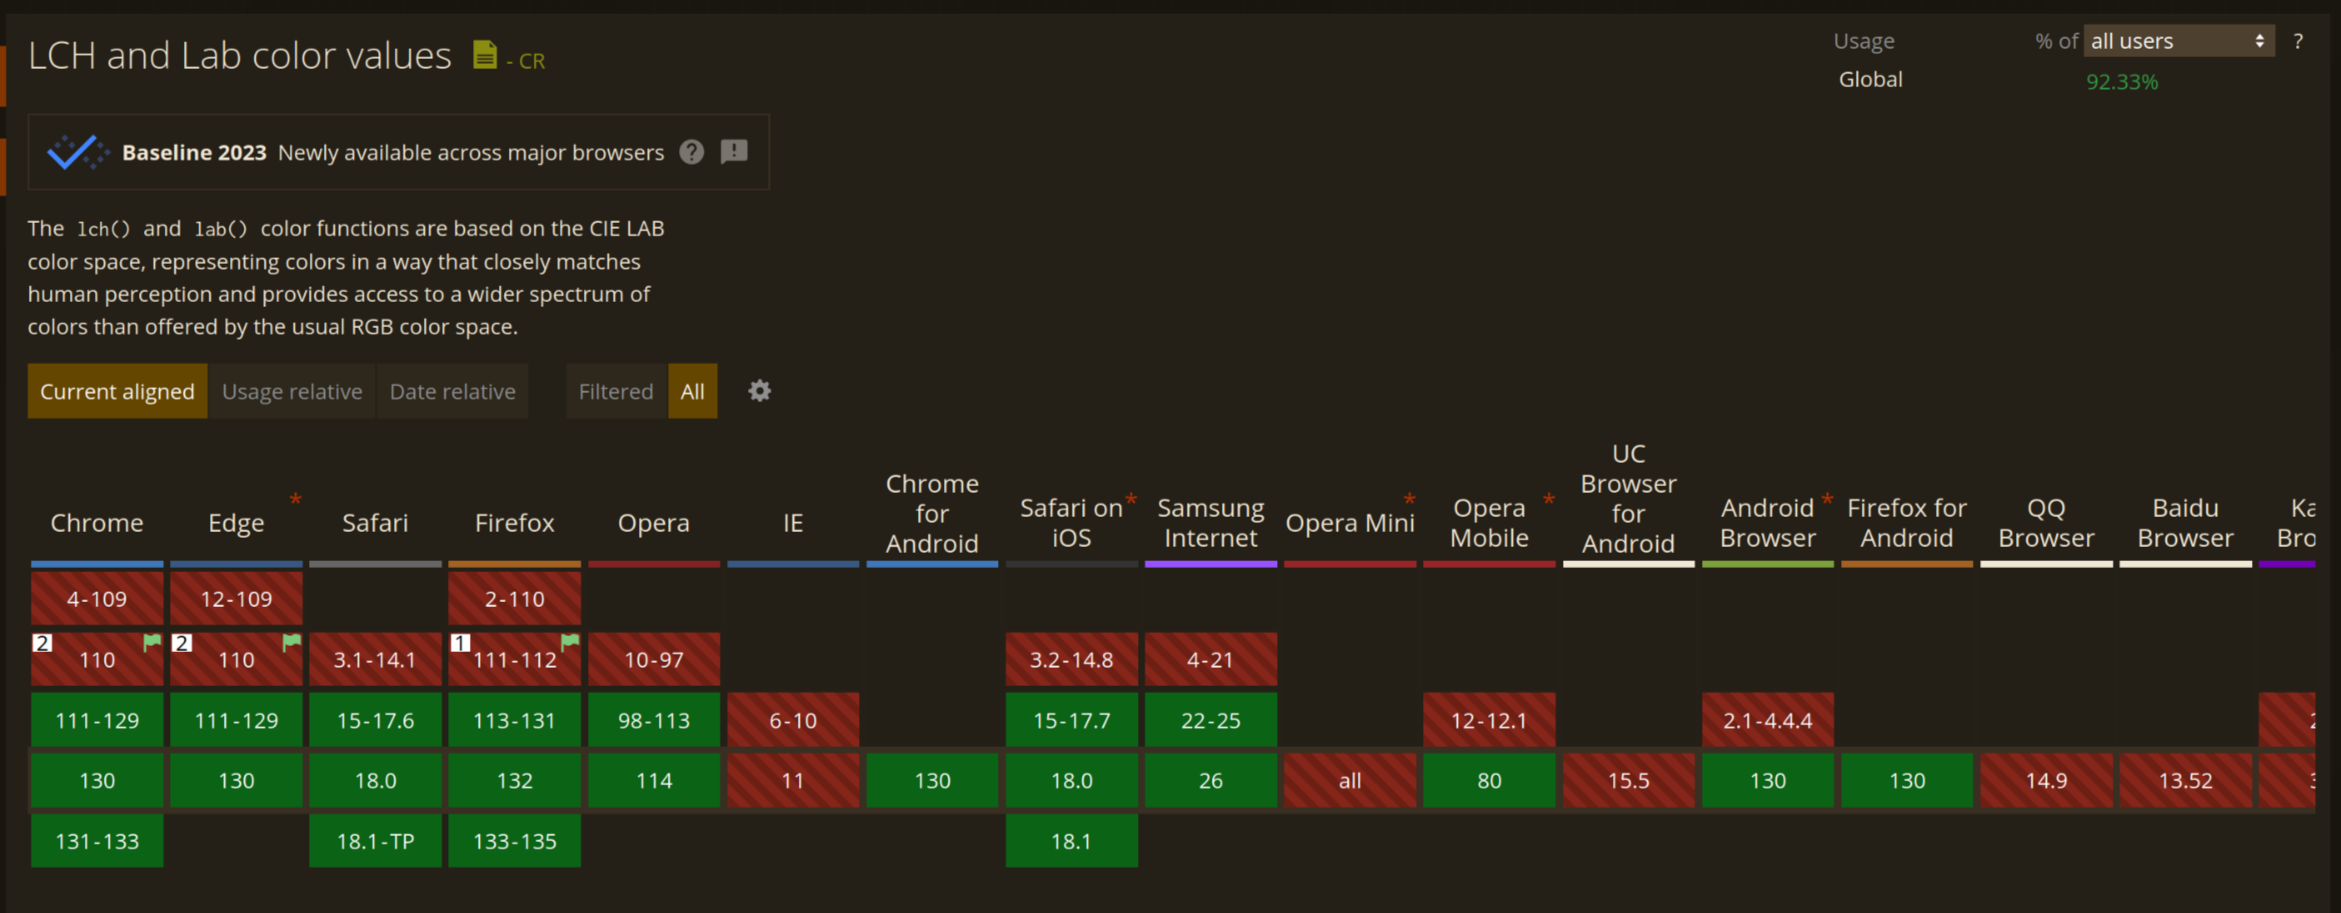 LCH and Lab color values - CR
Usage % of all users ?
Global 92.33%
Baseline 2023 Newly available across major browsers ? !
The lch() and lab() color functions are based on the CIE LAB
color space, representing colors in a way that closely matches
human perception and provides access to a wider spectrum of
colors than offered by the usual RGB color space.
Current aligned Usage relative Date relative Filtered All
Chrome
Edge *
Safari
Firefox
Opera
IE
Chrome
for
Android
Safari on *
iOS
Samsung
Internet
Opera Mini *
Opera *
Mobile
UC
Browser
for
Android
Android *
Browser
Firefox for
Android
QQ
Browser
Baidu
Browser
Ka
Bro
4-109 12-109 2-110
2 110 2 110 3.1-14.1 1 111-112 10-97 3.2-14.8 4-21
111-129 111-129 15-17.6 113-131 98-113 6-10 15-17.7 22-25 12-12.1 2.1-4.4.4
130 130 18.0 132 114 11 130 18.0 26 all 80 15.5 130 130 14.9 13.52
131-133 18.1-TP 133-135 18.1